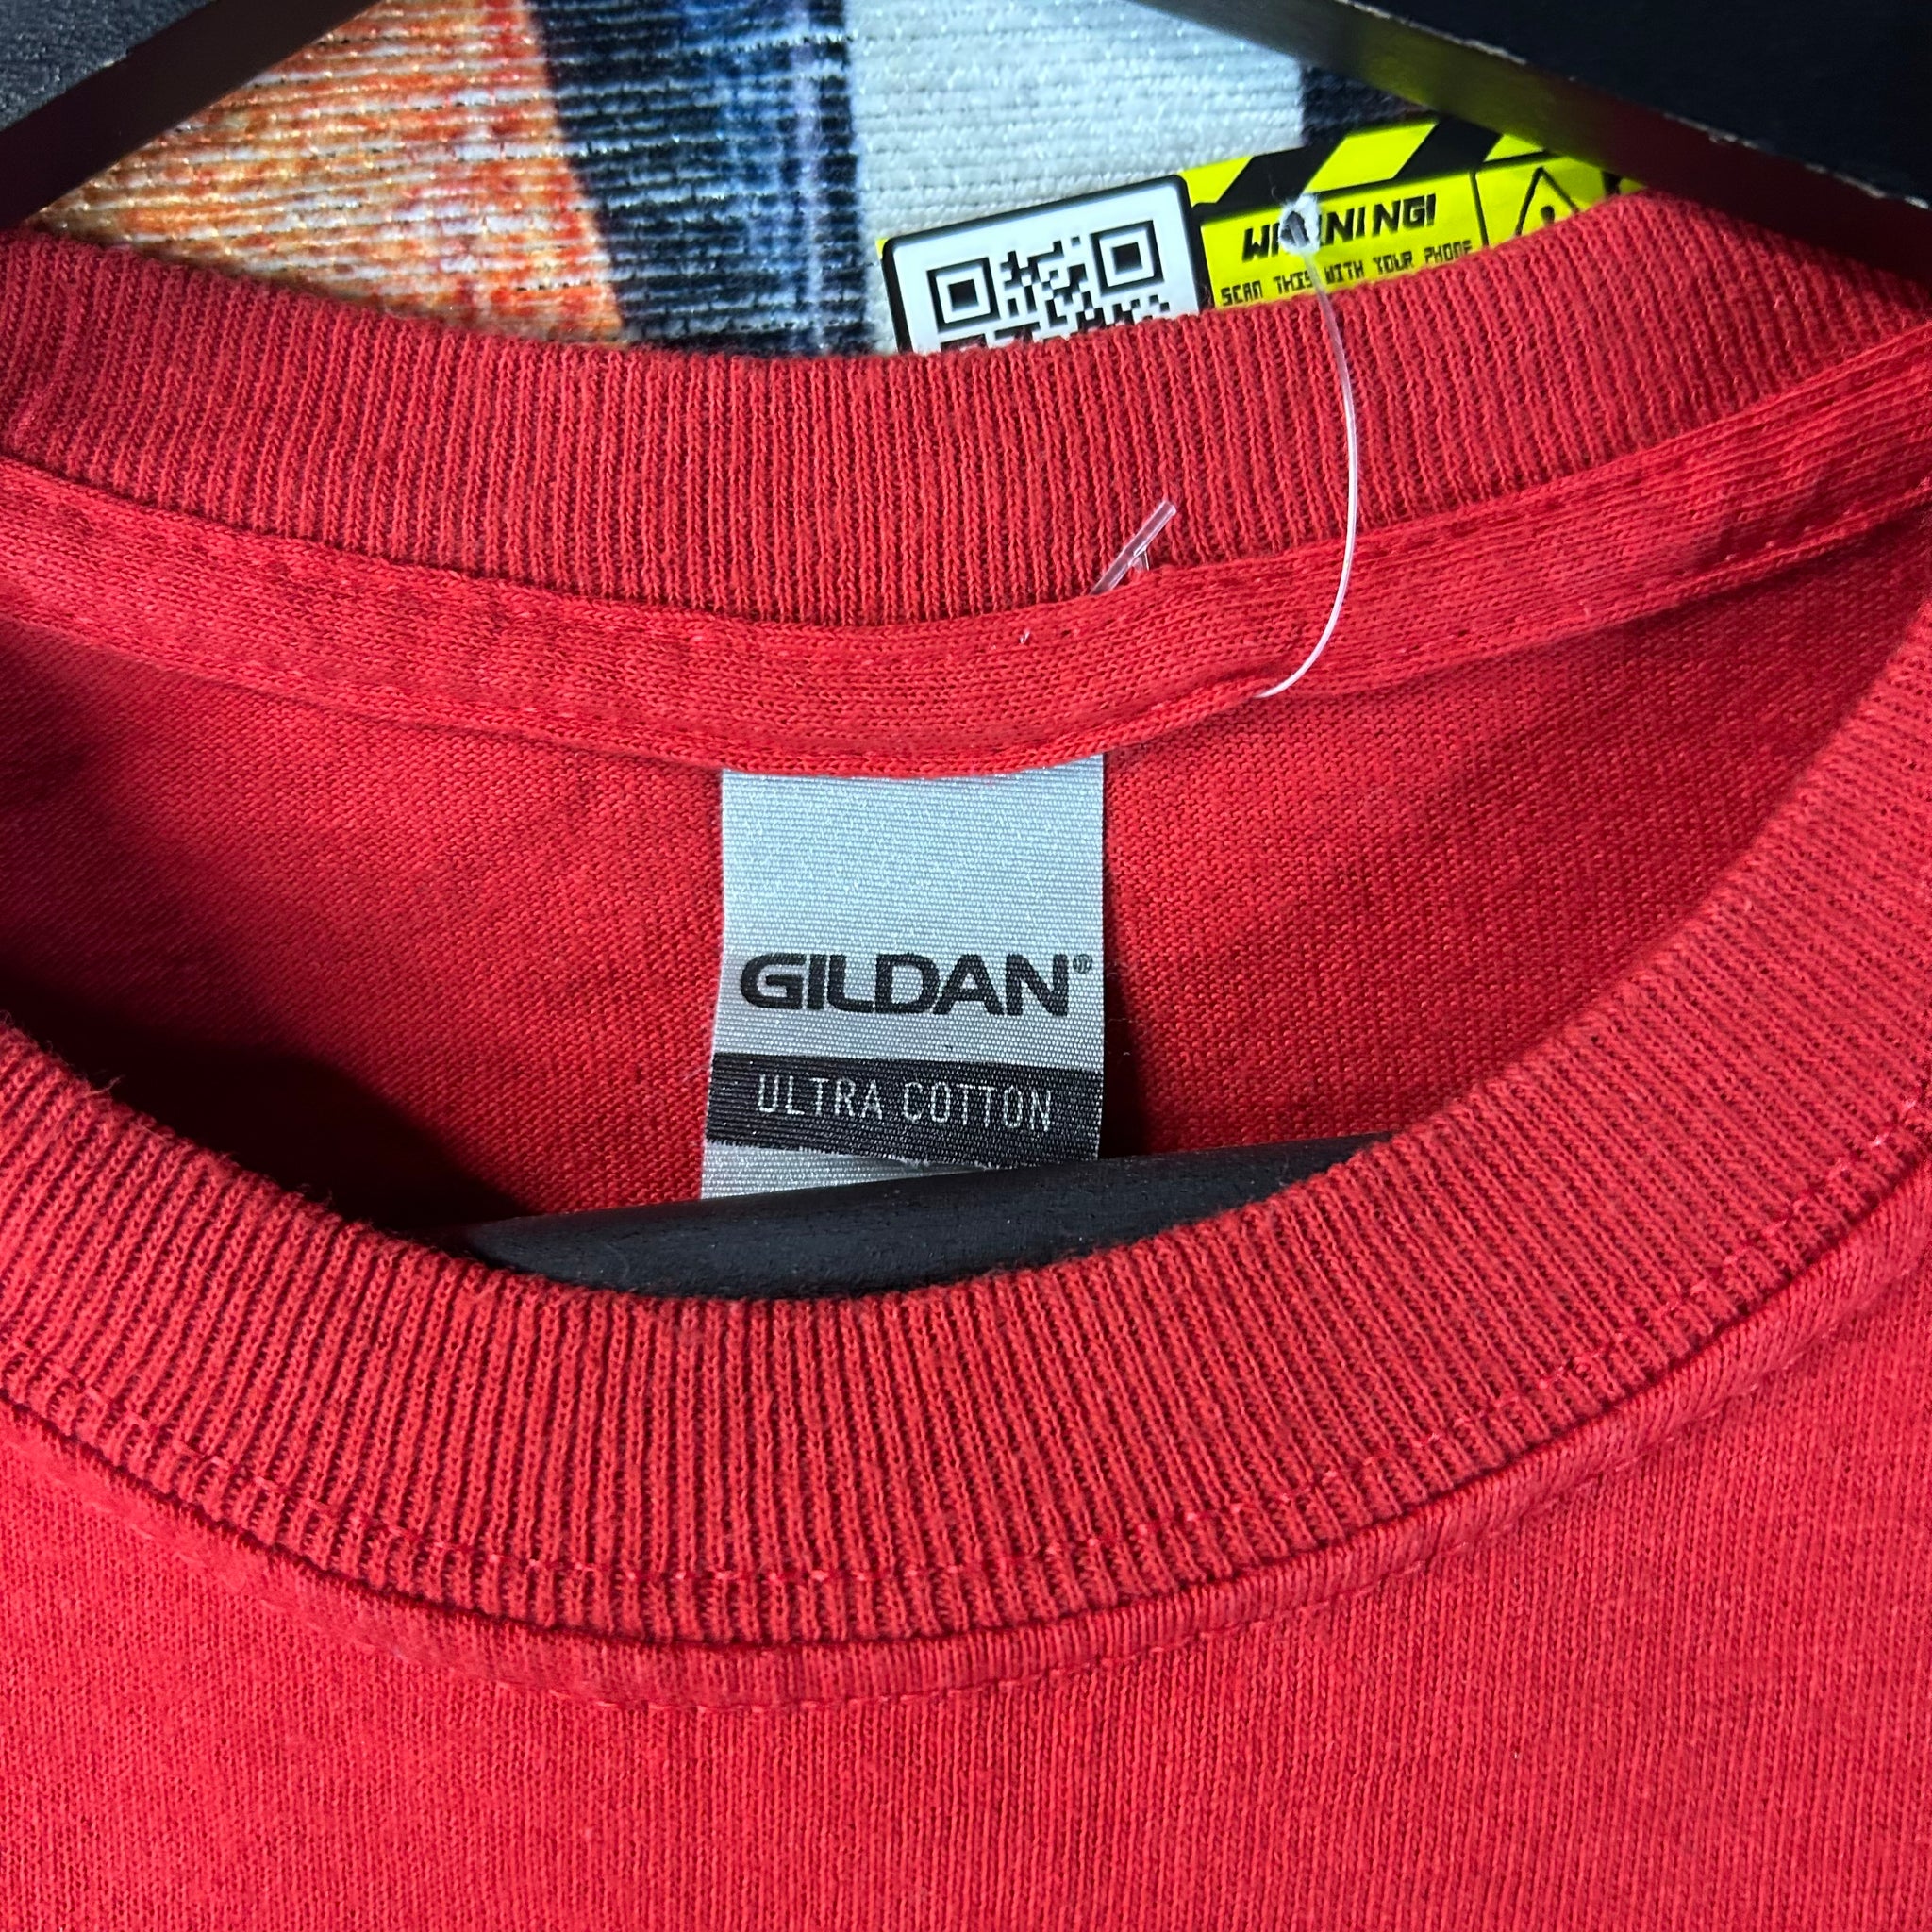 WARNING!
SCAN THIS WITH YOUR PHONE
GILDAN®
ULTRA COTTON